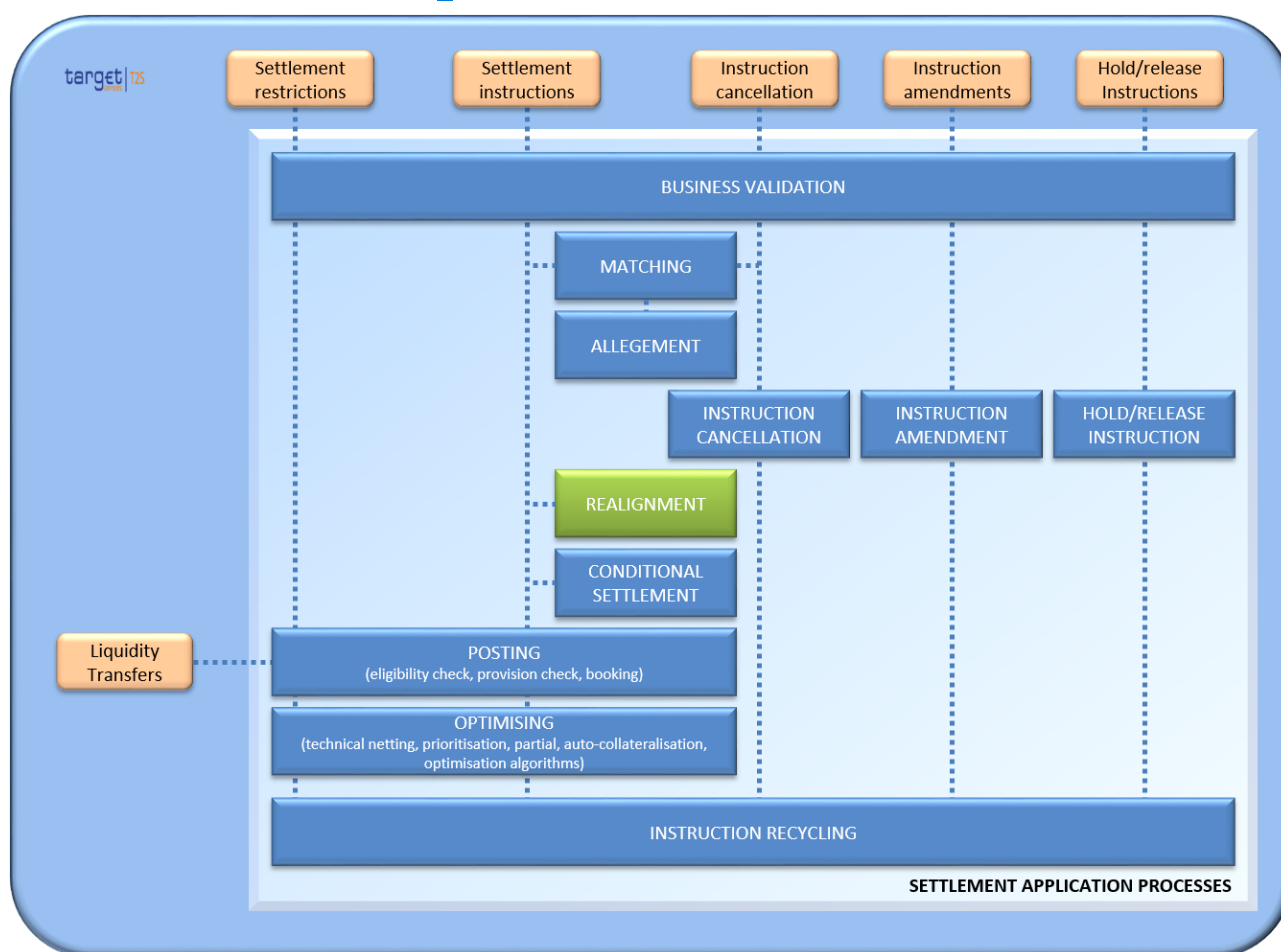 target T2S
Settlement
restrictions
Settlement
instructions
Instruction
cancellation
Instruction
amendments
Hold/release
Instructions
BUSINESS VALIDATION
MATCHING
ALLEGEMENT
INSTRUCTION
CANCELLATION
INSTRUCTION
AMENDMENT
HOLD/RELEASE
INSTRUCTION
REALIGNMENT
CONDITIONAL
SETTLEMENT
Liquidity
Transfers
POSTING
(eligibility check, provision check, booking)
OPTIMISING
(technical netting, prioritisation, partial, auto-collateralisation,
optimisation algorithms)
INSTRUCTION RECYCLING
SETTLEMENT APPLICATION PROCESSES